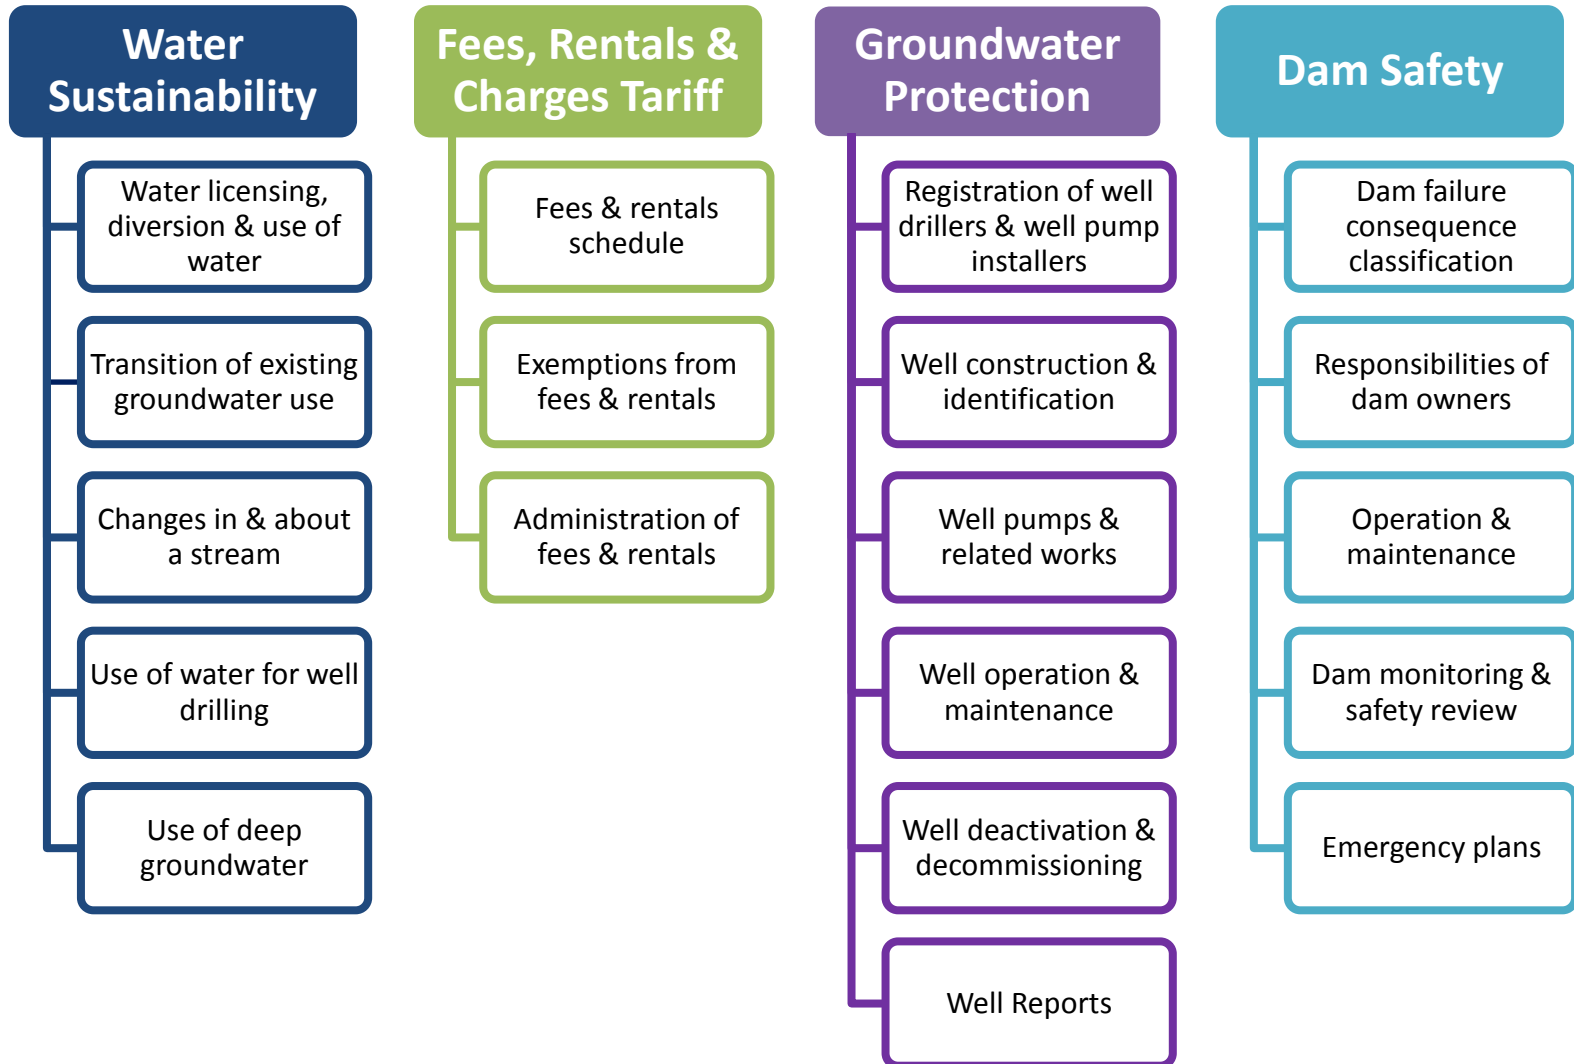 Water
Sustainability
Water licensing,
diversion & use of
water
Transition of existing
groundwater use
Changes in & about
a stream
Use of water for well
drilling
Use of deep
groundwater
Fees, Rentals &
Charges Tariff
Fees & rentals
schedule
Exemptions from
fees & rentals
Administration of
fees & rentals
Groundwater
Protection
Registration of well
drillers & well pump
installers
Well construction &
identification
Well pumps &
related works
Well operation &
maintenance
Well deactivation &
decommissioning
Well Reports
Dam Safety
Dam failure
consequence
classification
Responsibilities of
dam owners
Operation &
maintenance
Dam monitoring &
safety review
Emergency plans